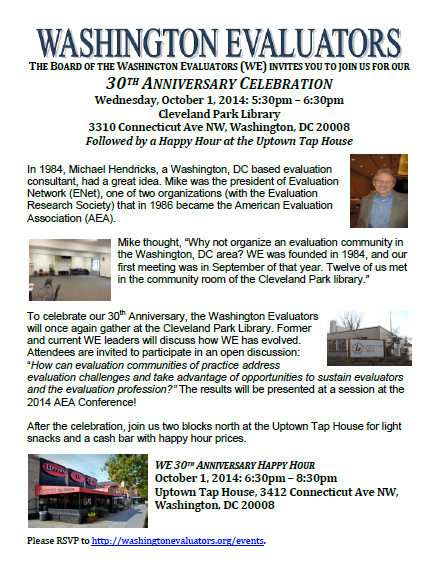 WASHINGTON EVALUATORS
THE BOARD OF THE WASHINGTON EVALUATORS (WE) INVITES YOU TO JOIN US FOR OUR
30TH ANNIVERSARY CELEBRATION
Wednesday, October 1, 2014: 5:30pm – 6:30pm
Cleveland Park Library
3310 Connecticut Ave NW, Washington, DC 20008
Followed by a Happy Hour at the Uptown Tap House
In 1984, Michael Hendricks, a Washington, DC based evaluation
consultant, had a great idea. Mike was the president of Evaluation
Network (ENet), one of two organizations (with the Evaluation
Research Society) that in 1986 became the American Evaluation
Association (AEA).
Mike thought, “Why not organize an evaluation community in
the Washington, DC area? WE was founded in 1984, and our
first meeting was in September of that year. Twelve of us met
in the community room of the Cleveland Park library.”
To celebrate our 30th Anniversary, the Washington Evaluators
will once again gather at the Cleveland Park Library. Former
and current WE leaders will discuss how WE has evolved.
Attendees are invited to participate in an open discussion:
“How can evaluation communities of practice address
evaluation challenges and take advantage of opportunities to sustain evaluators
and the evaluation profession?” The results will be presented at a session at the
2014 AEA Conference!
After the celebration, join us two blocks north at the Uptown Tap House for light
snacks and a cash bar with happy hour prices.
UPTOWN
WE 30TH ANNIVERSARY HAPPY HOUR
October 1, 2014: 6:30pm – 8:30pm
Uptown Tap House, 3412 Connecticut Ave NW,
Washington, DC 20008
Please RSVP to http://washingtonevaluators.org/events.